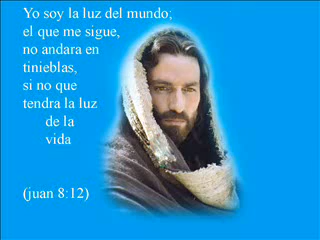 Yo soy la luz del mundo;
el que me sigue,
no andara en
tinieblas,
si no que
tendra la luz
de la
vida
(juan 8:12)